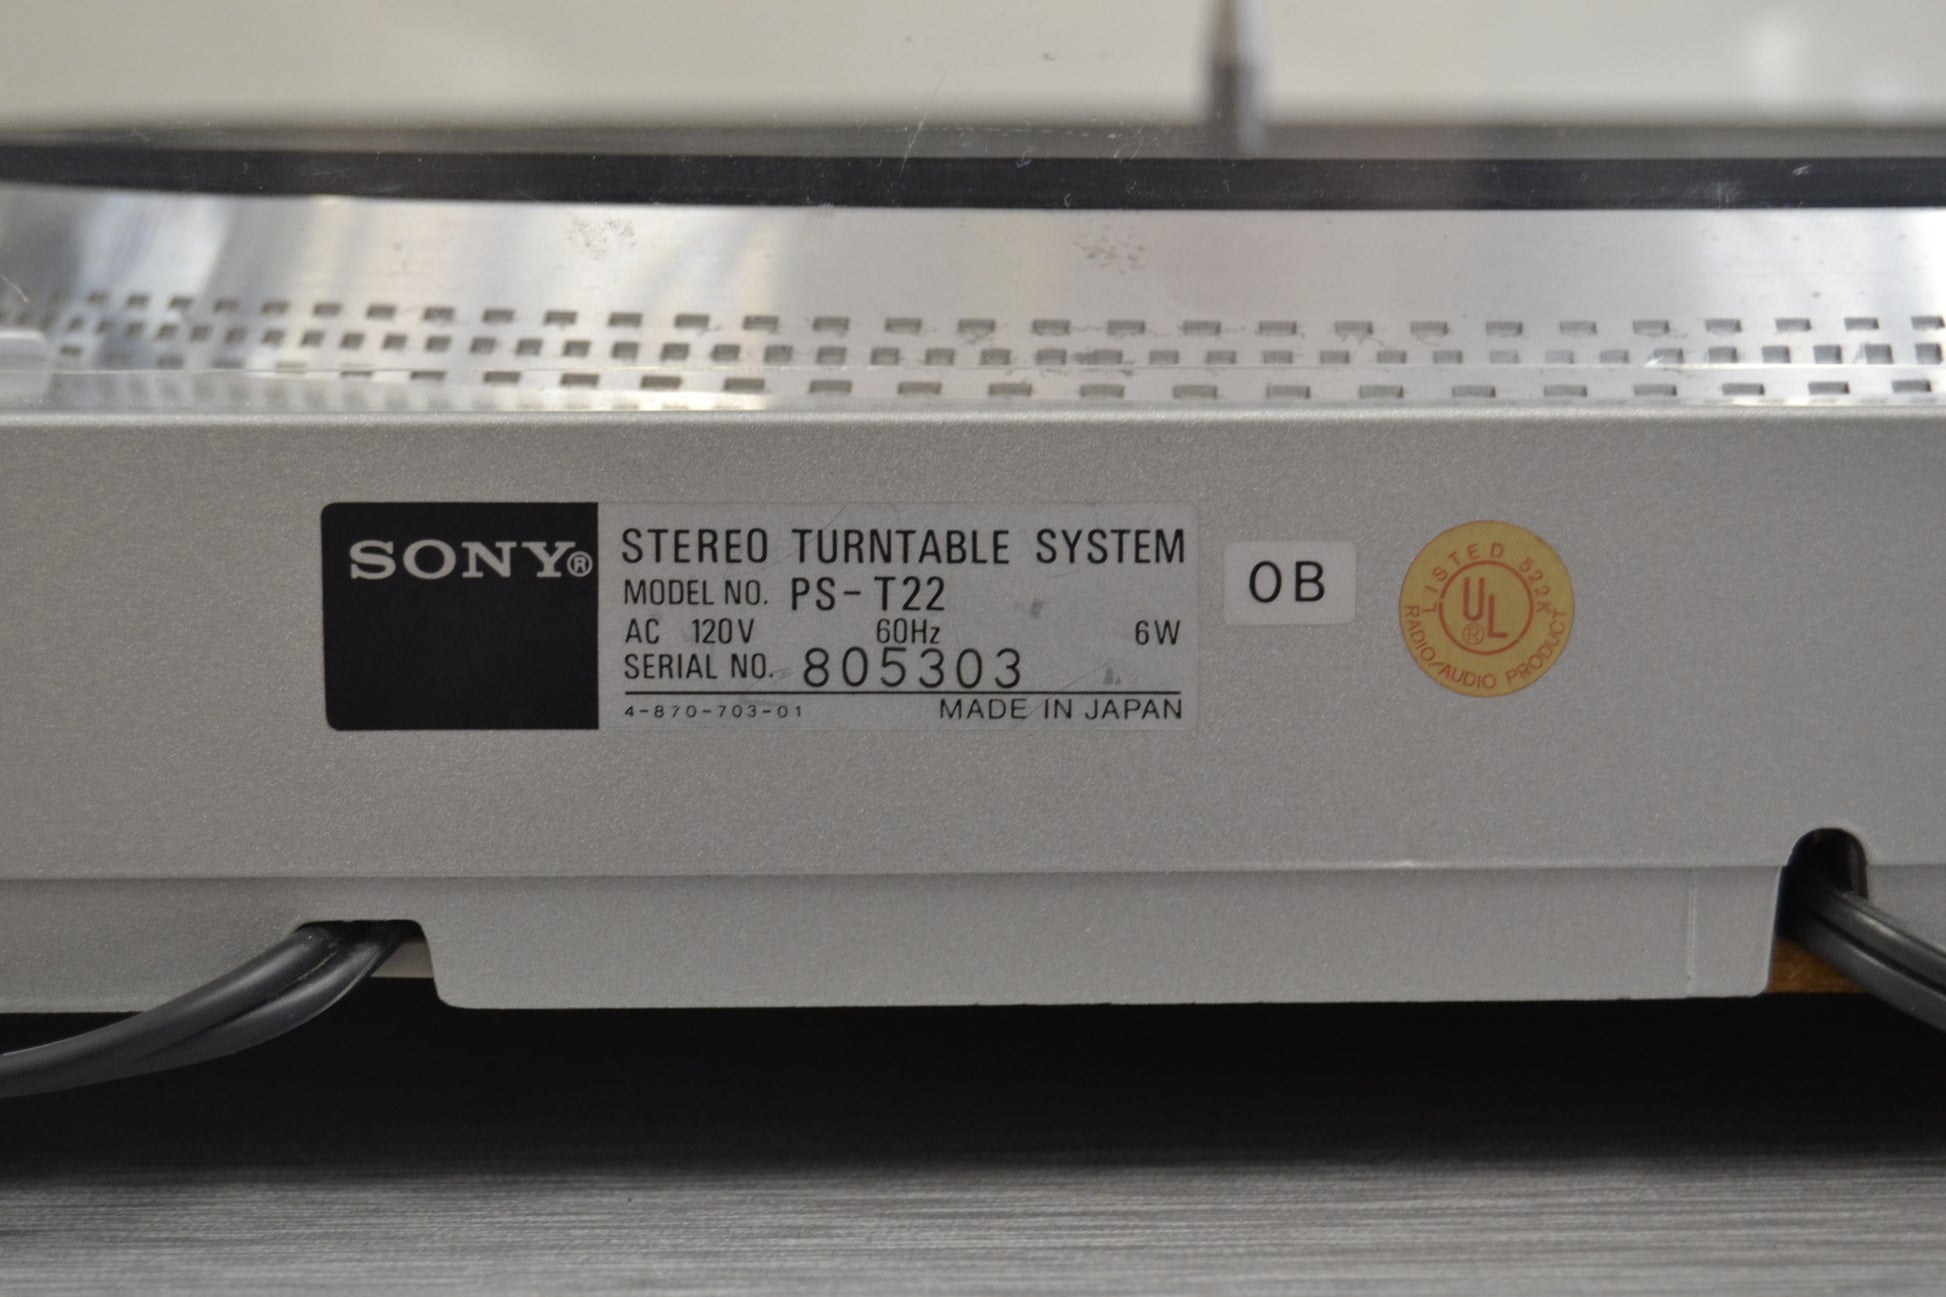 SONY®
STEREO TURNTABLE SYSTEM
MODEL NO. PS-T22
AC 120V 60Hz 6W
SERIAL NO. 805303
4-870-703-01 MADE IN JAPAN
OB
LISTED 522K
UL®
RADIO/AUDIO PRODUCT